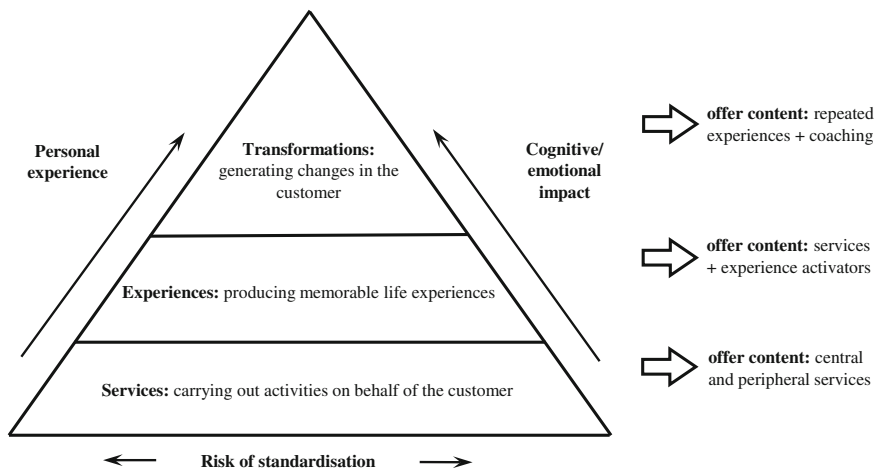 Personal
experience
Transformations:
generating changes in the
customer
Cognitive/
emotional
impact
offer content: repeated
experiences + coaching
Experiences: producing memorable life experiences
offer content: services
+ experience activators
Services: carrying out activities on behalf of the customer
offer content: central
and peripheral services
Risk of standardisation